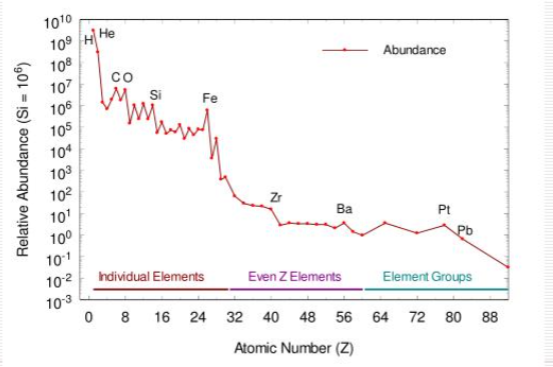 10^10
10^9
10^8
10^7
10^6
10^5
10^4
10^3
10^2
10^1
10^0
10^-1
10^-2
10^-3
Relative Abundance (Si = 10^6)
H
He
C O
Si
Fe
Zr
Ba
Pt
Pb
Abundance
Individual Elements
Even Z Elements
Element Groups
0 8 16 24 32 40 48 56 64 72 80 88
Atomic Number (Z)